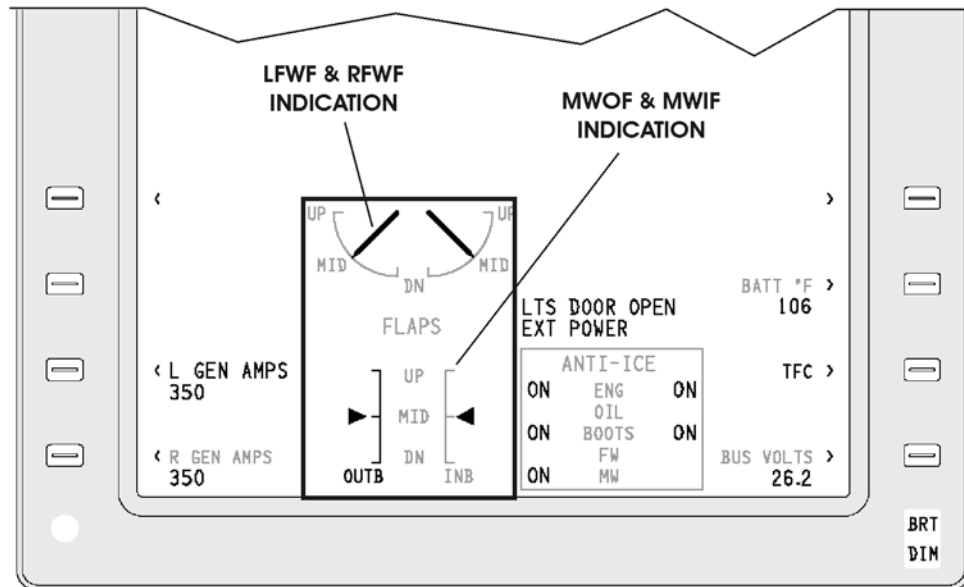 LFWF & RFWF
INDICATION
MWOF & MWIF
INDICATION
UP
UP
MID
MID
DN
FLAPS
BATT °F
106
LTS DOOR OPEN
EXT POWER
L GEN AMPS
350
UP
MID
DN
OUTB
INB
ANTI-ICE
ON ENG ON
OIL
ON BOOTS ON
FW
ON MW
TFC
R GEN AMPS
350
BUS VOLTS
26.2
BRT
DIM